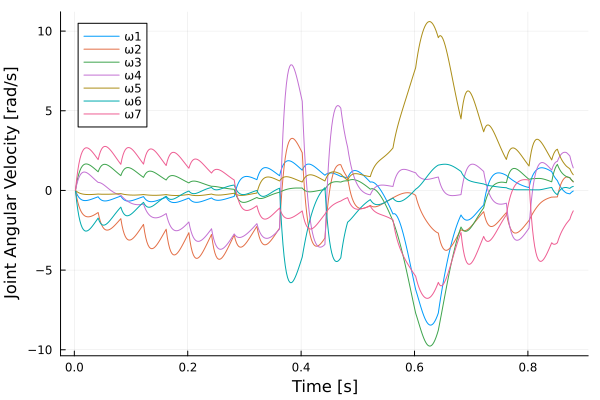 Joint Angular Velocity [rad/s]
10
5
0
−5
−10
ω1
ω2
ω3
ω4
ω5
ω6
ω7
0.0
0.2
0.4
0.6
0.8
Time [s]